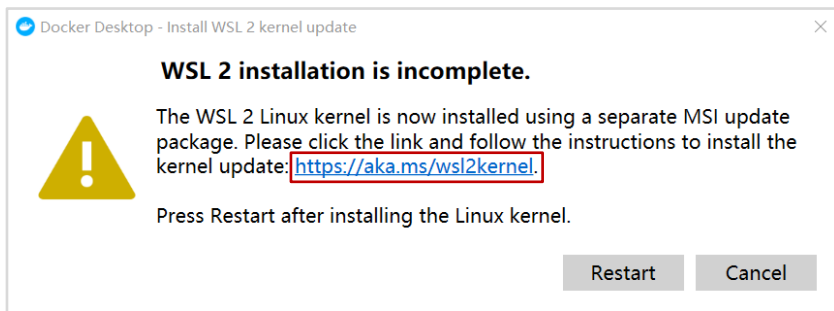 Docker Desktop - Install WSL 2 kernel update
WSL 2 installation is incomplete.
The WSL 2 Linux kernel is now installed using a separate MSI update
package. Please click the link and follow the instructions to install the
kernel update: https://aka.ms/wsl2kernel.
Press Restart after installing the Linux kernel.
Restart Cancel